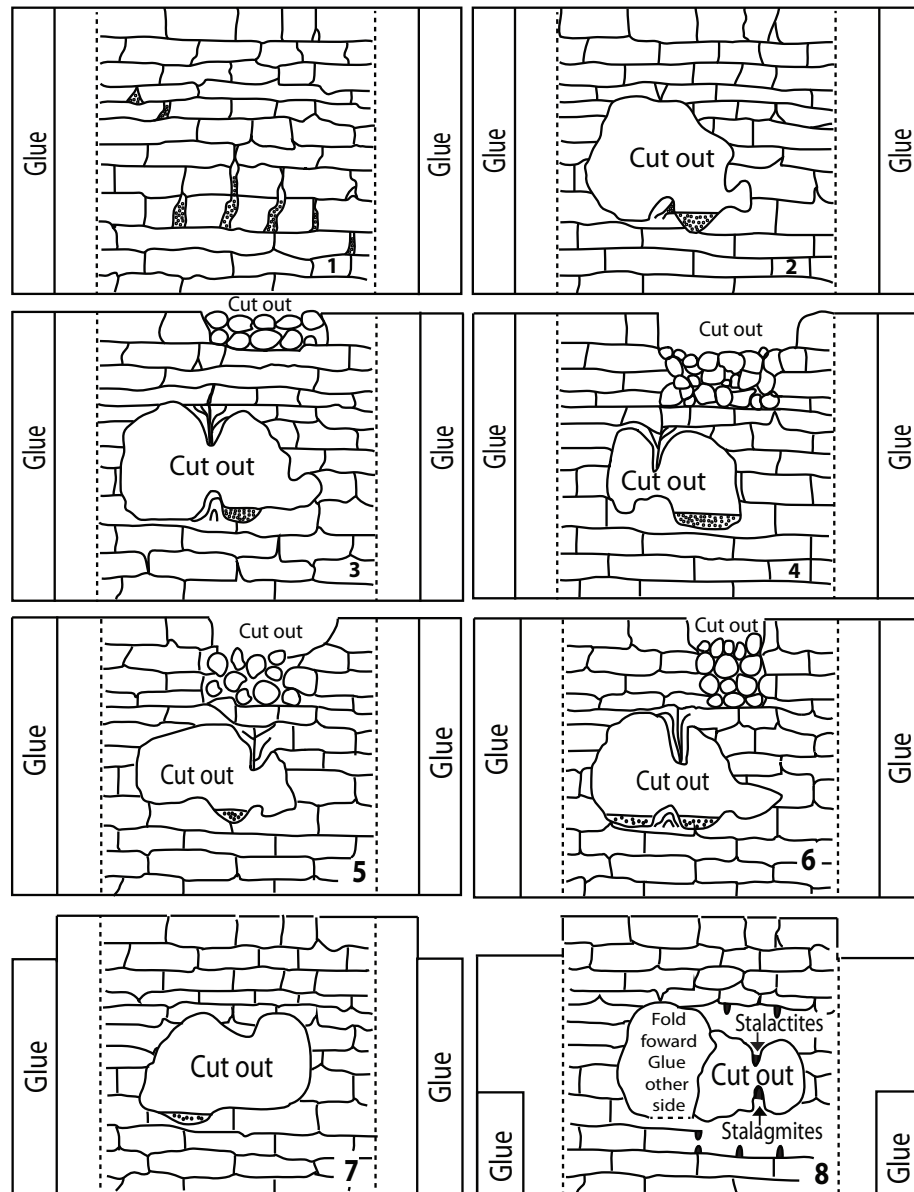 Glue
Glue
1
Glue
Cut out
Glue
2
Glue
Cut out
Cut out
Glue
3
Glue
Cut out
Cut out
Glue
4
Glue
Cut out
Cut out
Glue
5
Glue
Cut out
Cut out
Glue
6
Glue
Cut out
Glue
7
Glue
Fold
foward
Glue
other
side
Stalactites
Cut out
Stalagmites
Glue
8